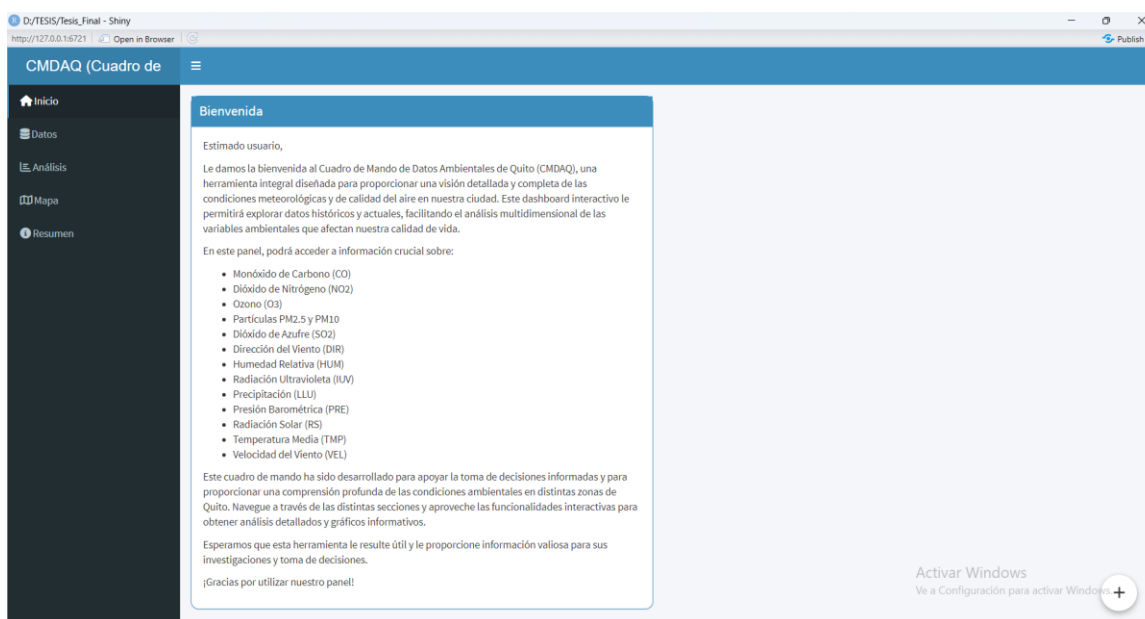 D:/TESIS/Tesis_Final - Shiny
http://127.0.0.1:6721 Open in Browser
Publish
CMDAQ (Cuadro de
Inicio
Datos
Análisis
Mapa
Resumen
Bienvenida
Estimado usuario,
Le damos la bienvenida al Cuadro de Mando de Datos Ambientales de Quito (CMDAQ), una
herramienta integral diseñada para proporcionar una visión detallada y completa de las
condiciones meteorológicas y de calidad del aire en nuestra ciudad. Este dashboard interactivo le
permitirá explorar datos históricos y actuales, facilitando el análisis multidimensional de las
variables ambientales que afectan nuestra calidad de vida.
En este panel, podrá acceder a información crucial sobre:
• Monóxido de Carbono (CO)
• Dióxido de Nitrógeno (NO2)
• Ozono (O3)
• Partículas PM2.5 y PM10
• Dióxido de Azufre (SO2)
• Dirección del Viento (DIR)
• Humedad Relativa (HUM)
• Radiación Ultravioleta (IUV)
• Precipitación (LLU)
• Presión Barométrica (PRE)
• Radiación Solar (RS)
• Temperatura Media (TMP)
• Velocidad del Viento (VEL)
Este cuadro de mando ha sido desarrollado para apoyar la toma de decisiones informadas y para
proporcionar una comprensión profunda de las condiciones ambientales en distintas zonas de
Quito. Navegue a través de las distintas secciones y aproveche las funcionalidades interactivas para
obtener análisis detallados y gráficos informativos.
Esperamos que esta herramienta le resulte útil y le proporcione información valiosa para sus
investigaciones y toma de decisiones.
¡Gracias por utilizar nuestro panel!
Activar Windows
Ve a Configuración para activar Windows.